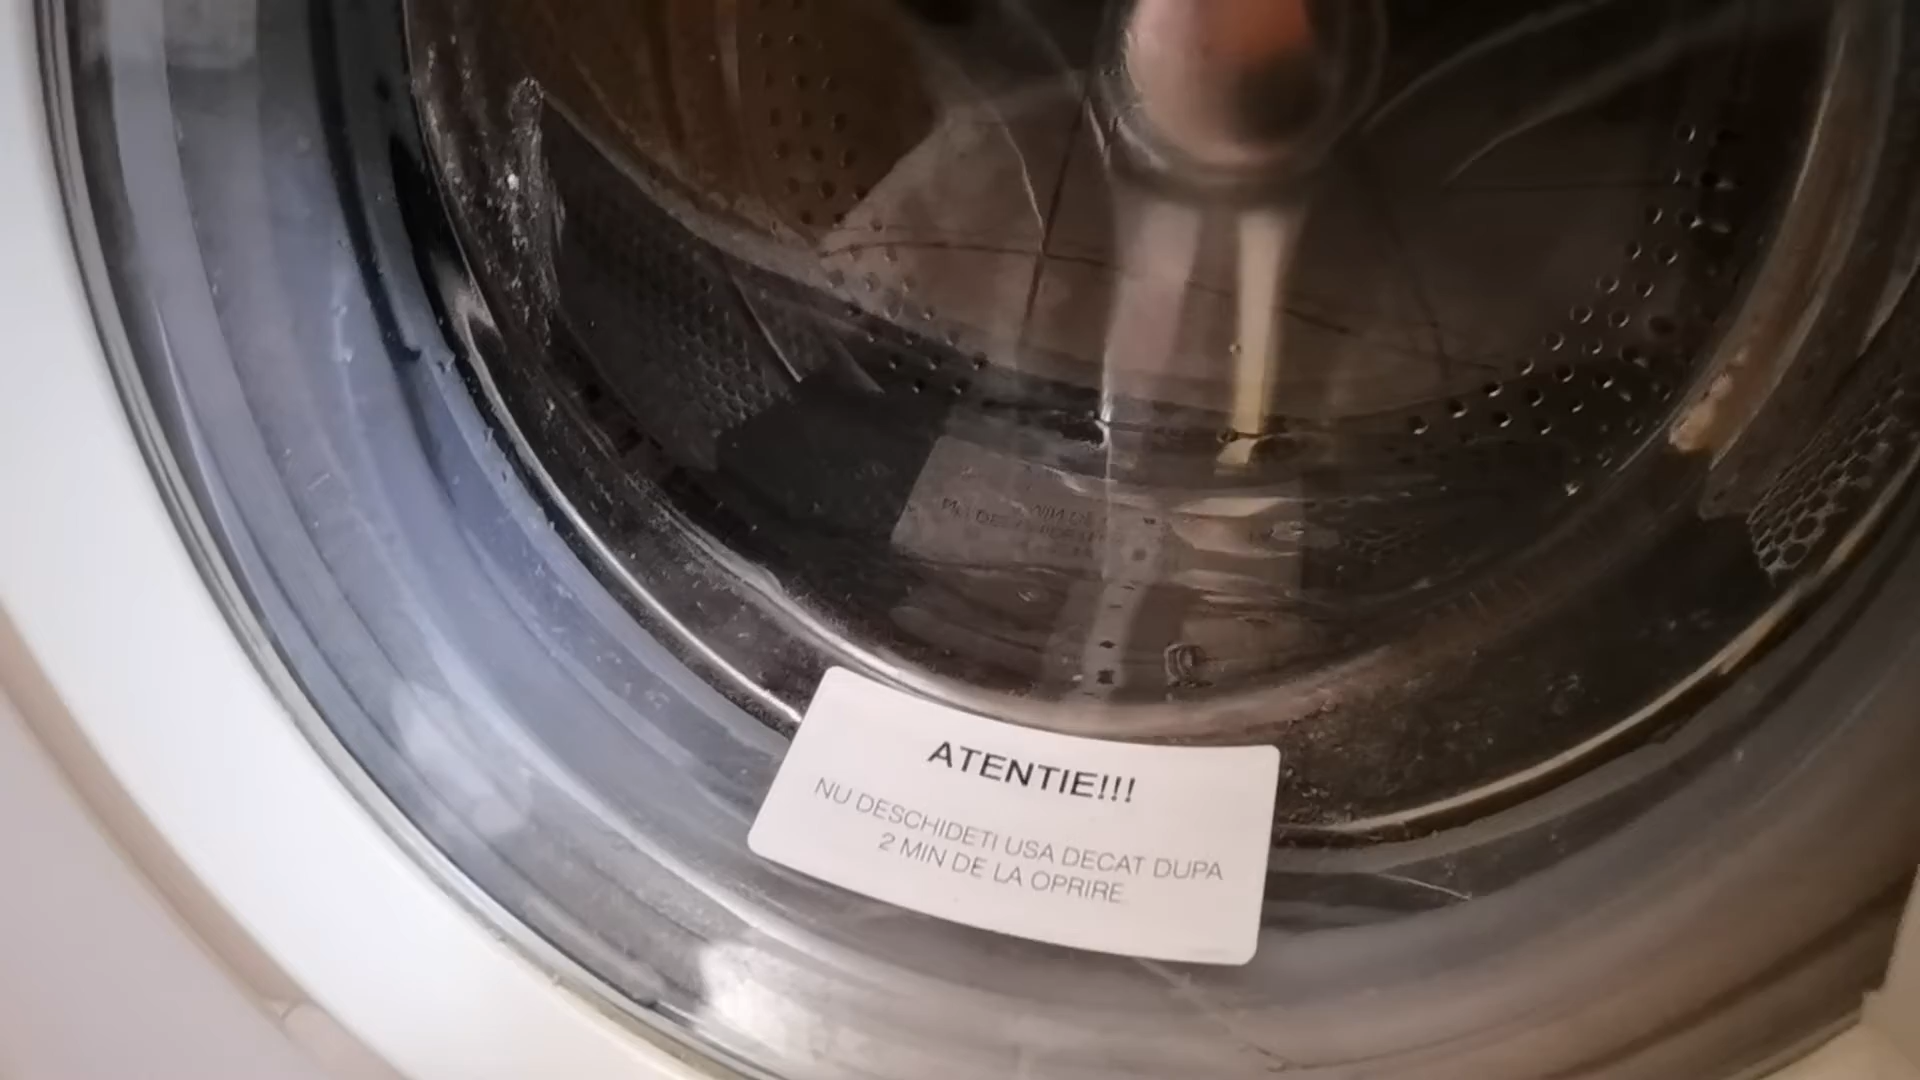 ATENTIE!!!
NU DESCHIDETI USA DECAT DUPA
2 MIN DE LA OPRIRE